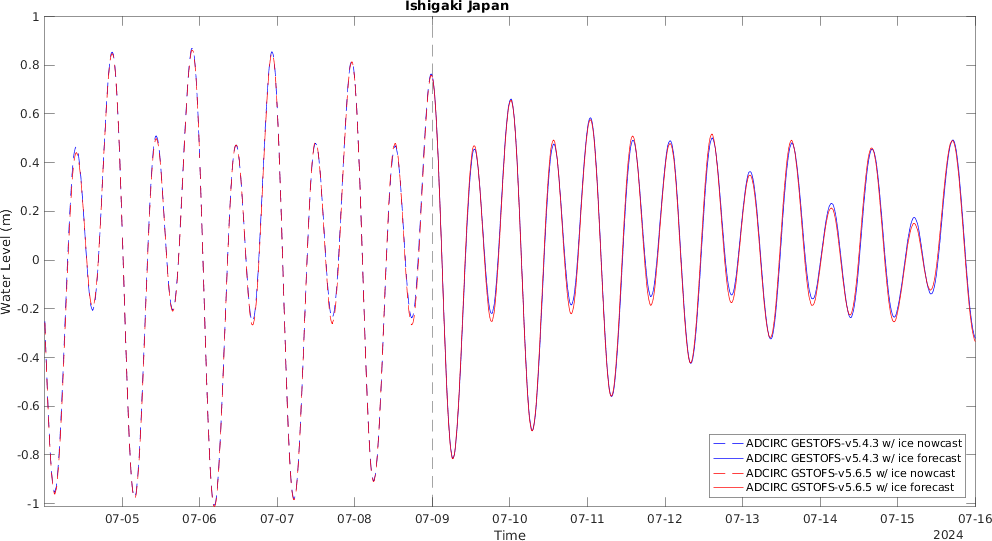 Ishigaki Japan
1
0.8
0.6
0.4
0.2
0
-0.2
-0.4
-0.6
-0.8
-1
Water Level (m)
ADCIRC GESTOFS-v5.4.3 w/ ice nowcast
ADCIRC GESTOFS-v5.4.3 w/ ice forecast
ADCIRC GSTOFS-v5.6.5 w/ ice nowcast
ADCIRC GSTOFS-v5.6.5 w/ ice forecast
07-05 07-06 07-07 07-08 07-09 07-10 07-11 07-12 07-13 07-14 07-15 07-16
Time
2024